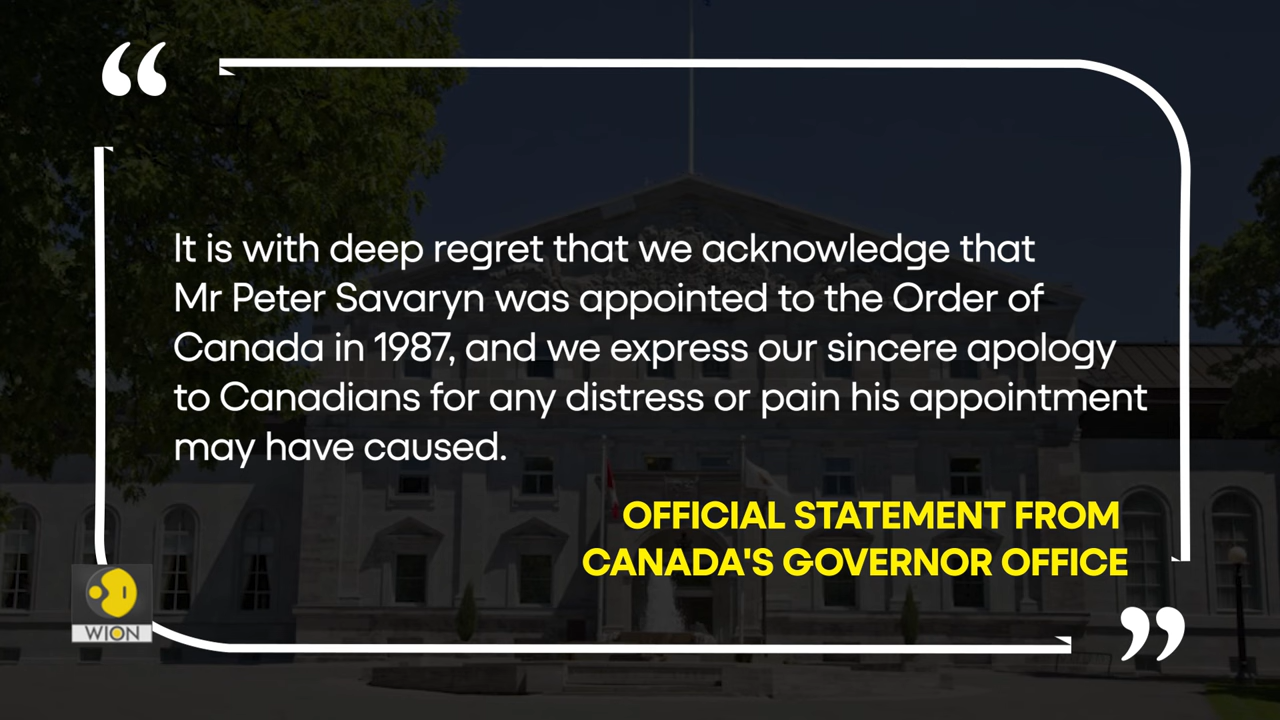 It is with deep regret that we acknowledge that
Mr Peter Savaryn was appointed to the Order of
Canada in 1987, and we express our sincere apology
to Canadians for any distress or pain his appointment
may have caused.
OFFICIAL STATEMENT FROM
CANADA'S GOVERNOR OFFICE
WION